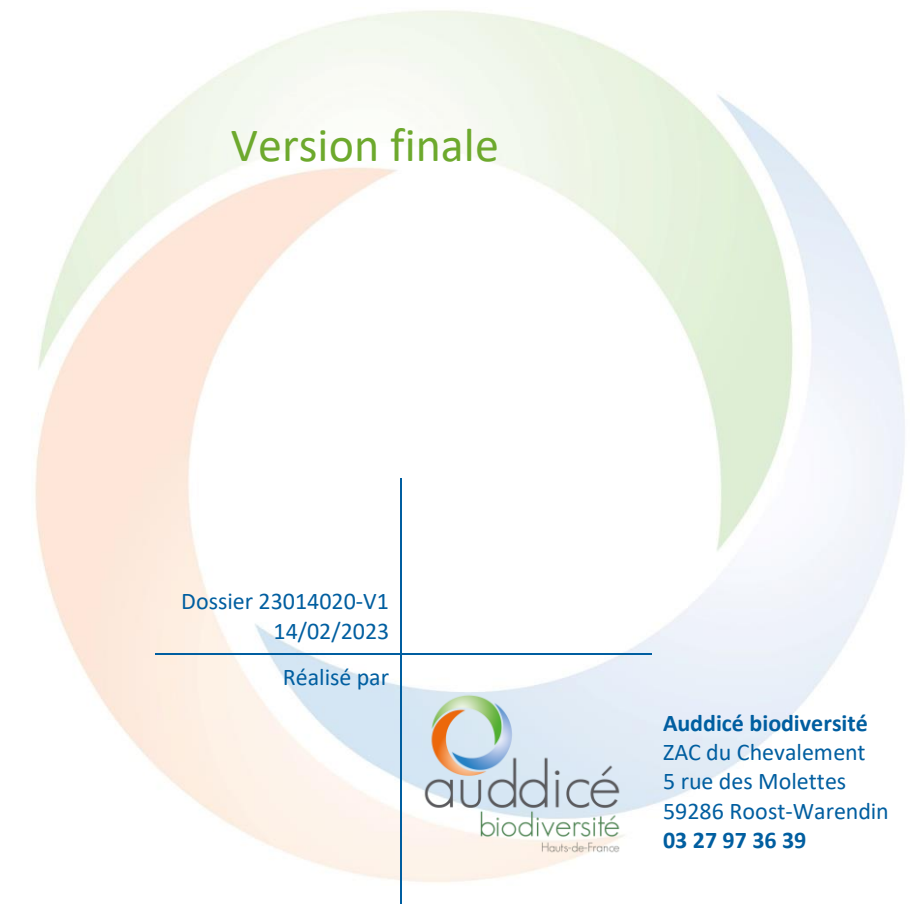 Version finale
Dossier 23014020-V1
14/02/2023
Réalisé par
auddicé
biodiversité
Hauts-de-France
Auddicé biodiversité
ZAC du Chevalement
5 rue des Molettes
59286 Roost-Warendin
03 27 97 36 39